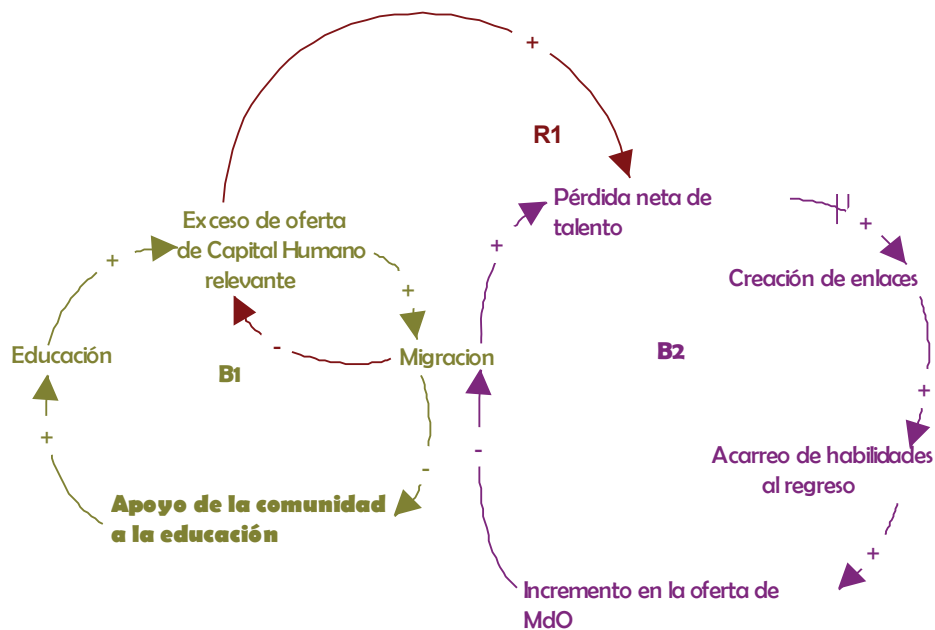 +
R1
Pérdida neta de
talento
Exceso de oferta
de Capital Humano
relevante
+
+
+
+
Creación de enlaces
+
-
Educación
B1
Migracion
B2
+
+
-
-
Acarreo de habilidades
al regreso
Apoyo de la comunidad
a la educación
+
Incremento en la oferta de
MdO